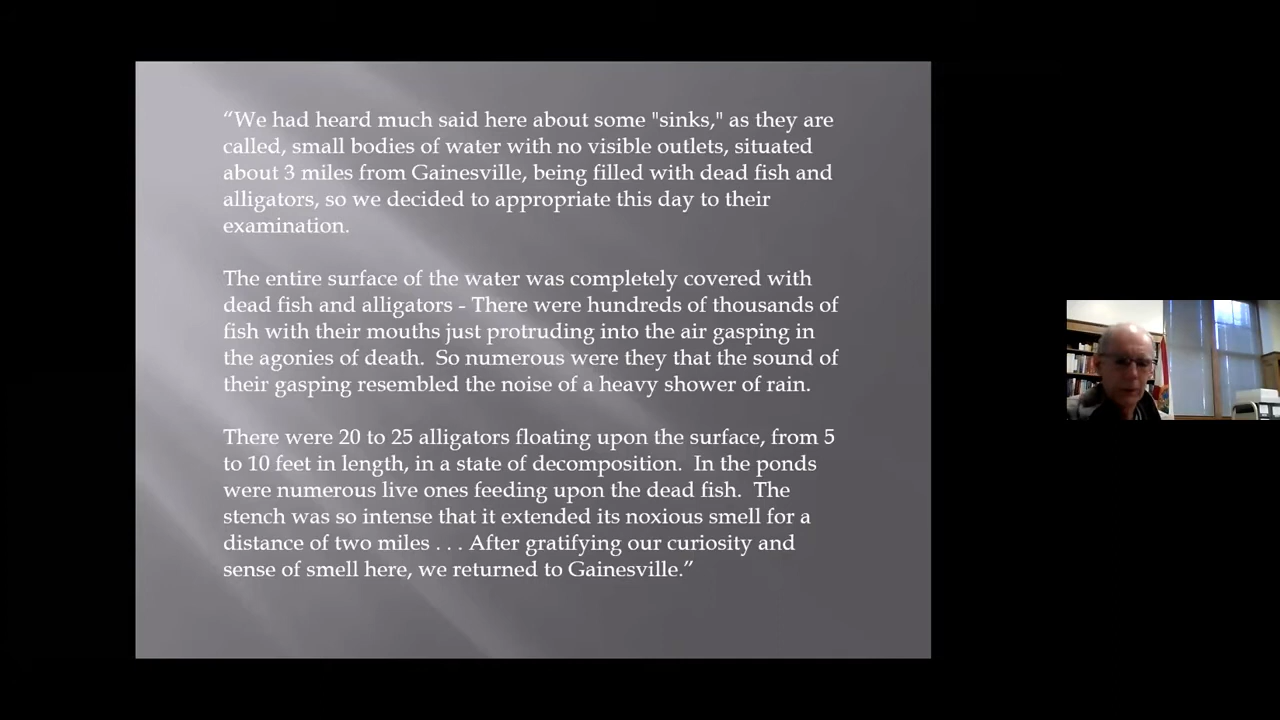 “We had heard much said here about some "sinks," as they are
called, small bodies of water with no visible outlets, situated
about 3 miles from Gainesville, being filled with dead fish and
alligators, so we decided to appropriate this day to their
examination.
The entire surface of the water was completely covered with
dead fish and alligators - There were hundreds of thousands of
fish with their mouths just protruding into the air gasping in
the agonies of death.  So numerous were they that the sound of
their gasping resembled the noise of a heavy shower of rain.
There were 20 to 25 alligators floating upon the surface, from 5
to 10 feet in length, in a state of decomposition.  In the ponds
were numerous live ones feeding upon the dead fish.  The
stench was so intense that it extended its noxious smell for a
distance of two miles . . . After gratifying our curiosity and
sense of smell here, we returned to Gainesville.”